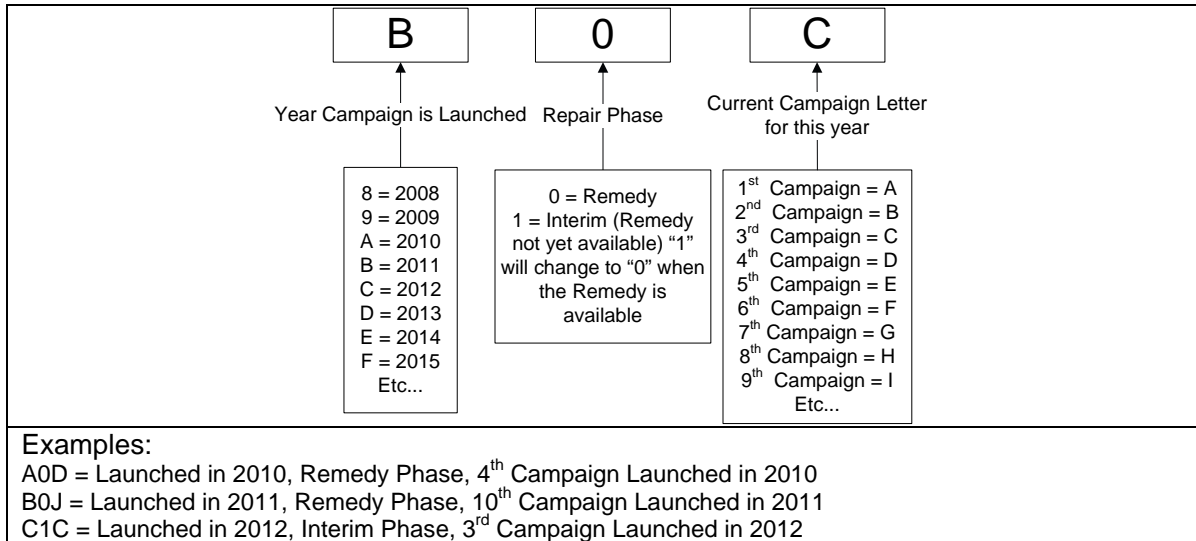 B 0 C
Year Campaign is Launched
Repair Phase
Current Campaign Letter
for this year
8 = 2008
9 = 2009
A = 2010
B = 2011
C = 2012
D = 2013
E = 2014
F = 2015
Etc...
0 = Remedy
1 = Interim (Remedy
not yet available) “1”
will change to “0” when
the Remedy is
available
1st Campaign = A
2nd Campaign = B
3rd Campaign = C
4th Campaign = D
5th Campaign = E
6th Campaign = F
7th Campaign = G
8th Campaign = H
9th Campaign = I
Etc...
Examples:
A0D = Launched in 2010, Remedy Phase, 4th Campaign Launched in 2010
B0J = Launched in 2011, Remedy Phase, 10th Campaign Launched in 2011
C1C = Launched in 2012, Interim Phase, 3rd Campaign Launched in 2012